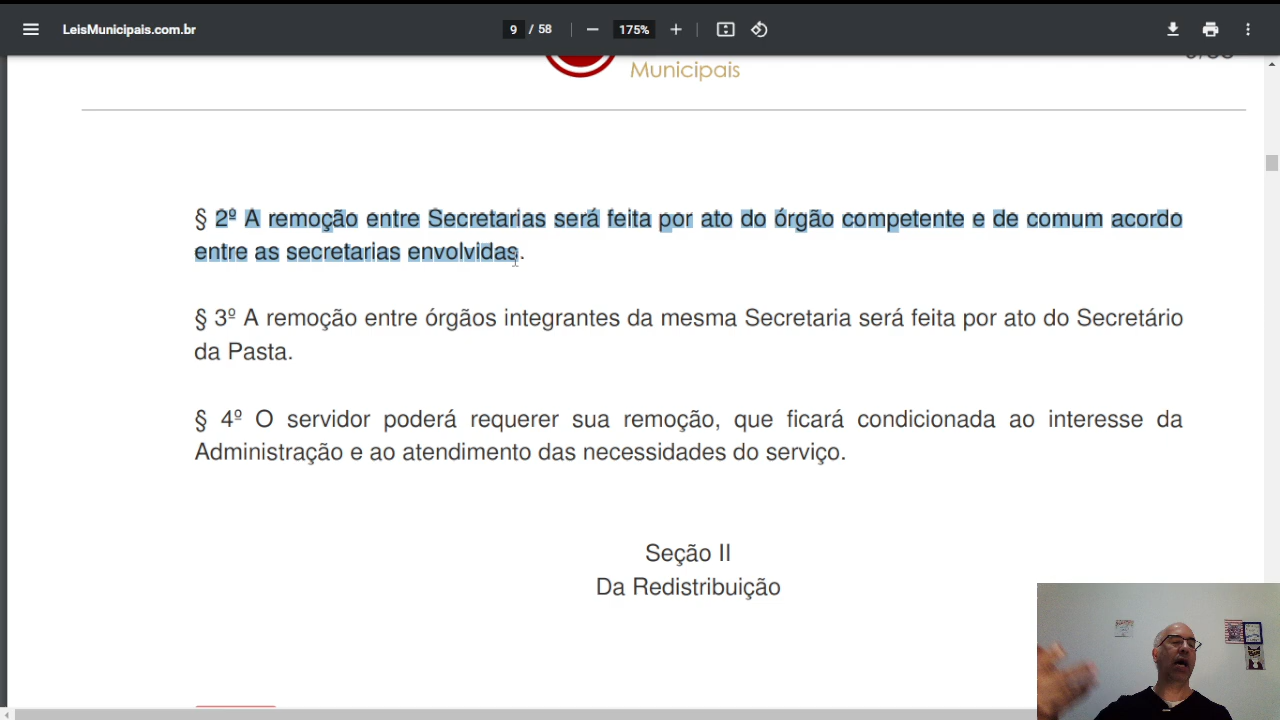 LeisMunicipais.com.br
9 / 58
175%
Municipais
§ 2º A remoção entre Secretarias será feita por ato do órgão competente e de comum acordo
entre as secretarias envolvidas.
§ 3º A remoção entre órgãos integrantes da mesma Secretaria será feita por ato do Secretário
da Pasta.
§ 4º O servidor poderá requerer sua remoção, que ficará condicionada ao interesse da
Administração e ao atendimento das necessidades do serviço.
Seção II
Da Redistribuição